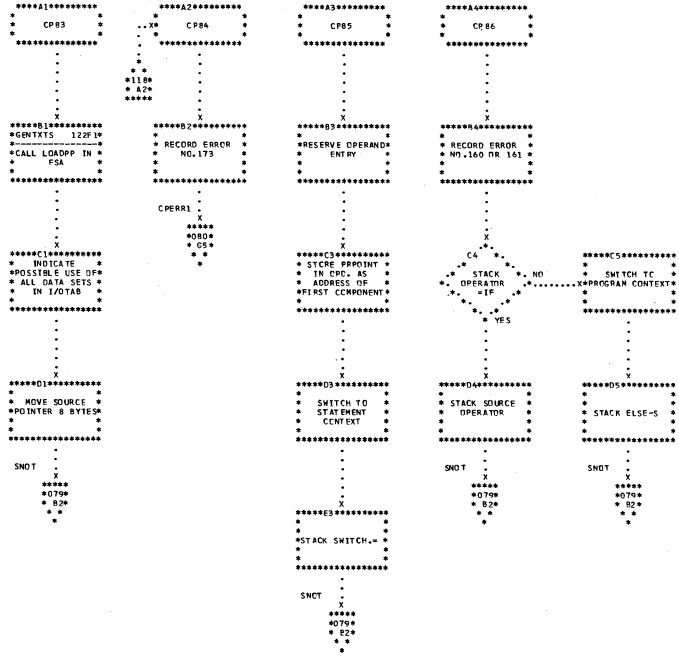 A1
CP83
A2
CP84
A3
CP85
A4
CP86
*118*
* A2*
B1
GENTXTS 122F1
CALL LOADPP IN
FSA
B2
RECORD ERROR
NO.173
B3
RESERVE OPERAND
ENTRY
B4
RECORD ERROR
NO.160 OR 161
CPERR1
*080*
* G5*
C1
INDICATE
POSSIBLE USE OF
ALL DATA SETS
IN I/OTAB
C3
STORE PRPOINT
IN OPD. AS
ADDRESS OF
FIRST COMPONENT
C4
STACK
OPERATOR
=IF
NO
YES
C5
SWITCH TO
PROGRAM CONTEXT
D1
MOVE SOURCE
POINTER 8 BYTES
D3
SWITCH TO
STATEMENT
CONTEXT
D4
STACK SOURCE
OPERATOR
D5
STACK ELSE-S
SNOT
*079*
* B2*
SNOT
*079*
* B2*
SNOT
*079*
* B2*
E3
STACK SWITCH.=
SNOT
*079*
* B2*